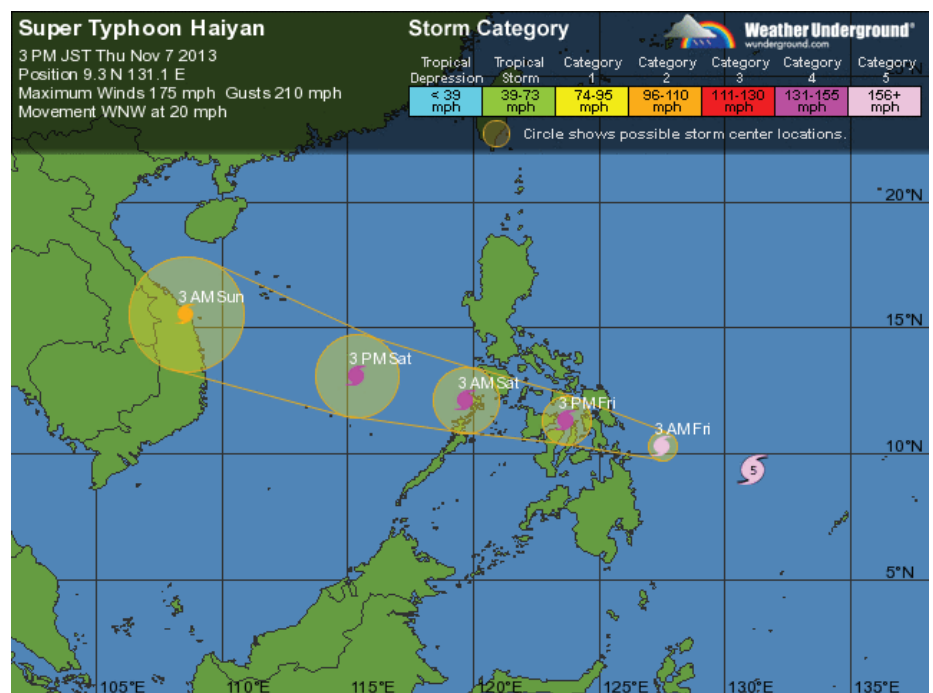 Super Typhoon Haiyan
3 PM JST Thu Nov 7 2013
Position 9.3 N 131.1 E
Maximum Winds 175 mph Gusts 210 mph
Movement WNW at 20 mph
Storm Category
Weather Underground®
wunderground.com
Tropical Depression
Tropical Storm
Category 1
Category 2
Category 3
Category 4
Category 5
< 39 mph
39-73 mph
74-95 mph
96-110 mph
111-130 mph
131-155 mph
156+ mph
Circle shows possible storm center locations.
20°N
3 AM Sun
15°N
3 PM Sat
3 AM Sat
3 PM Fri
3 AM Fri
10°N
5
5°N
105°E
110°E
115°E
120°E
125°E
130°E
135°E